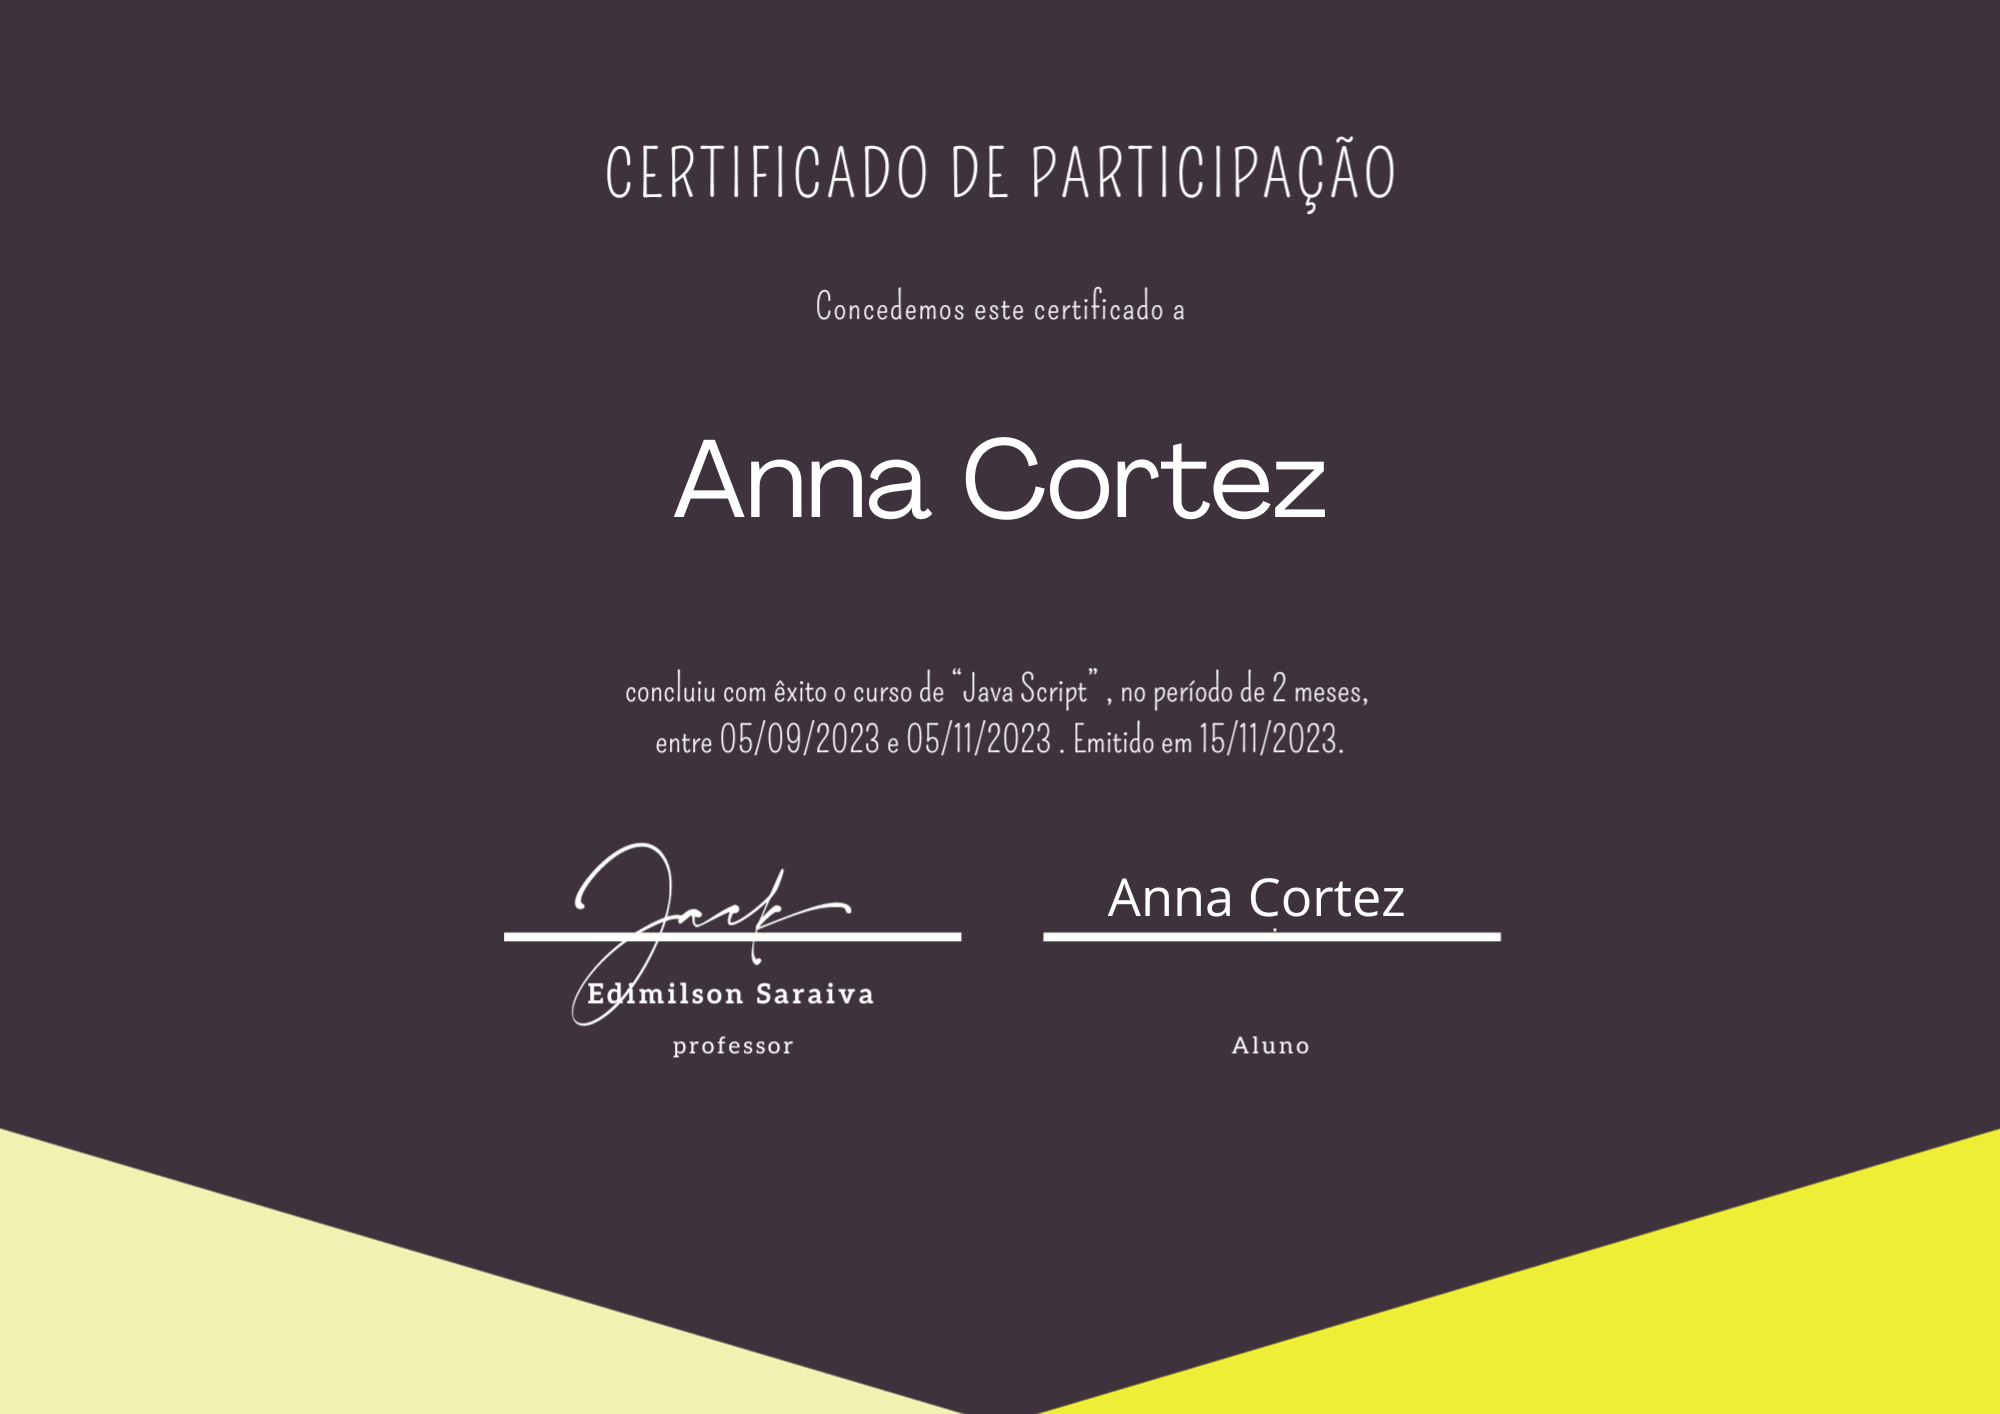 CERTIFICADO DE PARTICIPAÇÃO
Concedemos este certificado a
Anna Cortez
concluiu com êxito o curso de “Java Script” , no período de 2 meses,
entre 05/09/2023 e 05/11/2023 . Emitido em 15/11/2023.
Jack
Anna Cortez
Edimilson Saraiva
professor
Aluno